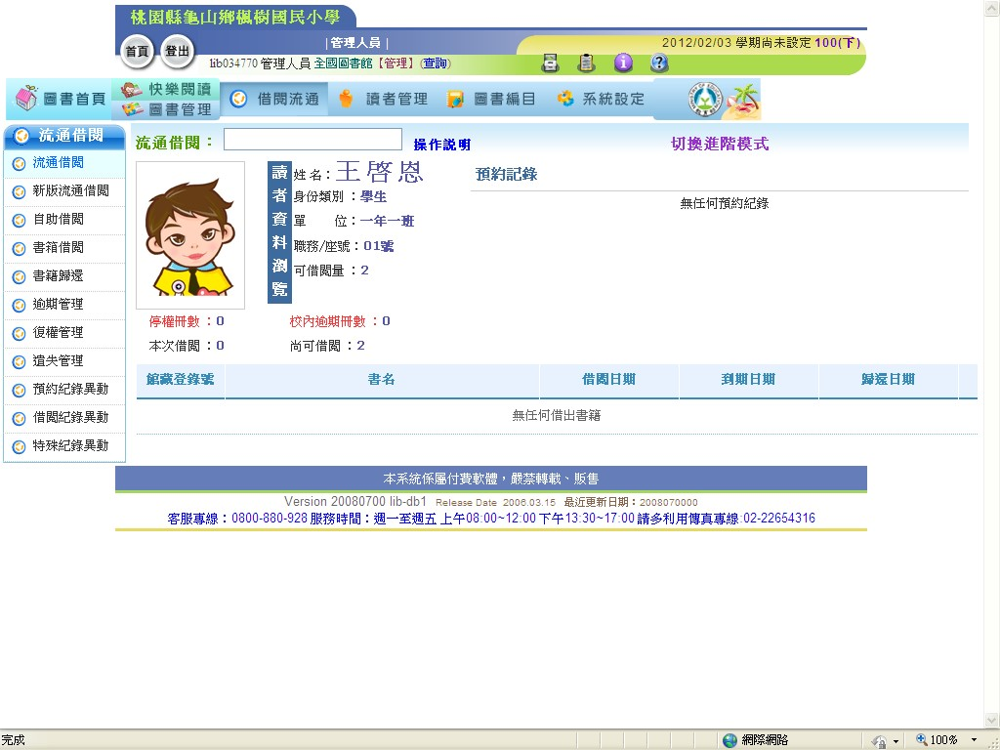 桃園縣龜山鄉楓樹國民小學
首頁 登出 | 管理人員 |
2012/02/03 學期尚未設定 100(下)
lib034770 管理人員 全國圖書館【管理】(查詢)
圖書首頁 快樂閱讀 圖書管理 借閱流通 讀者管理 圖書編目 系統設定
流通借閱
流通借閱
新版流通借閱
自助借閱
書箱借閱
書籍歸還
逾期管理
復權管理
遺失管理
預約紀錄異動
借閱紀錄異動
特殊紀錄異動
流通借閱： 操作說明 切換進階模式
讀者資料瀏覽
姓 名：王啓恩
身份類別：學生
單 位：一年一班
職務/座號：01號
可借閱量 ：2
預約記錄
無任何預約紀錄
停權冊數 ：0 校內逾期冊數 ：0
本次借閱 ：0 尚可借閱 ：2
館藏登錄號 書名 借閱日期 到期日期 歸還日期
無任何借出書籍
本系統係屬付費軟體，嚴禁轉載、販售
Version 20080700 lib-db1 Release Date 2006.03.15 最近更新日期：2008070000
客服專線：0800-880-928 服務時間：週一至週五 上午08:00~12:00 下午13:30~17:00 請多利用傳真專線:02-22654316
完成 網際網路 100%